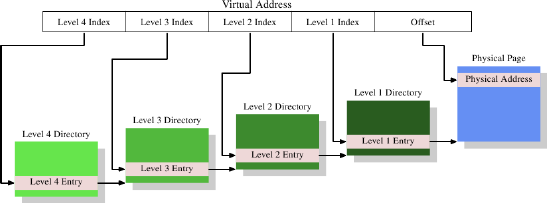 Virtual Address
Level 4 Index
Level 3 Index
Level 2 Index
Level 1 Index
Offset
Physical Page
Physical Address
Level 1 Directory
Level 1 Entry
Level 2 Directory
Level 2 Entry
Level 3 Directory
Level 3 Entry
Level 4 Directory
Level 4 Entry